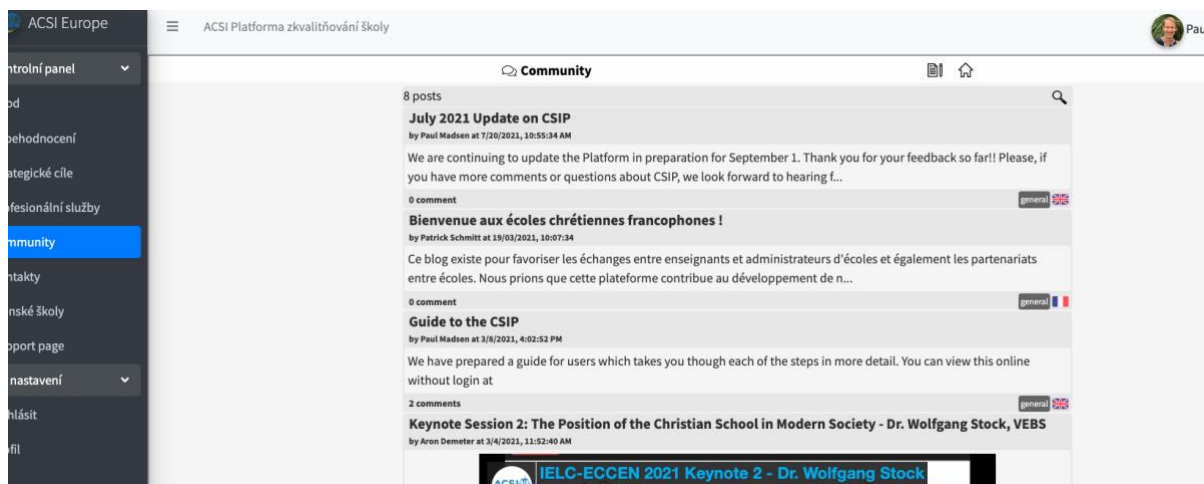 ACSI Europe
ACSI Platforma zkvalitňování školy
Pau
ntrolní panel
od
behodnocení
ategické cíle
ofesionální služby
mmunity
ntakty
nské školy
pport page
nastavení
hlásit
ofil
Community
8 posts
July 2021 Update on CSIP
by Paul Madsen at 7/20/2021, 10:55:34 AM
We are continuing to update the Platform in preparation for September 1. Thank you for your feedback so far!! Please, if
you have more comments or questions about CSIP, we look forward to hearing f...
0 comment
general
Bienvenue aux écoles chrétiennes francophones !
by Patrick Schmitt at 19/03/2021, 10:07:34
Ce blog existe pour favoriser les échanges entre enseignants et administrateurs d'écoles et également les partenariats
entre écoles. Nous prions que cette plateforme contribue au développement de n...
0 comment
general
Guide to the CSIP
by Paul Madsen at 3/8/2021, 4:02:52 PM
We have prepared a guide for users which takes you though each of the steps in more detail. You can view this online
without login at
2 comments
general
Keynote Session 2: The Position of the Christian School in Modern Society - Dr. Wolfgang Stock, VEBS
by Aron Demeter at 3/4/2021, 11:52:40 AM
ACSI
IELC-ECCEN 2021 Keynote 2 - Dr. Wolfgang Stock